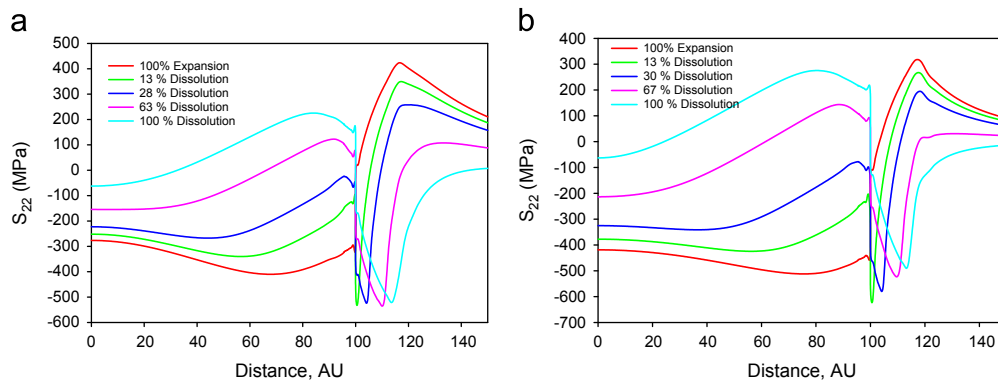 a
500
400
300
200
100
0
-100
-200
-300
-400
-500
-600
S22 (MPa)
100% Expansion
13 % Dissolution
28 % Dissolution
63 % Dissolution
100 % Dissolution
0 20 40 60 80 100 120 140
Distance, AU
b
400
300
200
100
0
-100
-200
-300
-400
-500
-600
-700
S22 (MPa)
100% Expansion
13 % Dissolution
30 % Dissolution
67 % Dissolution
100 % Dissolution
0 20 40 60 80 100 120 140
Distance, AU